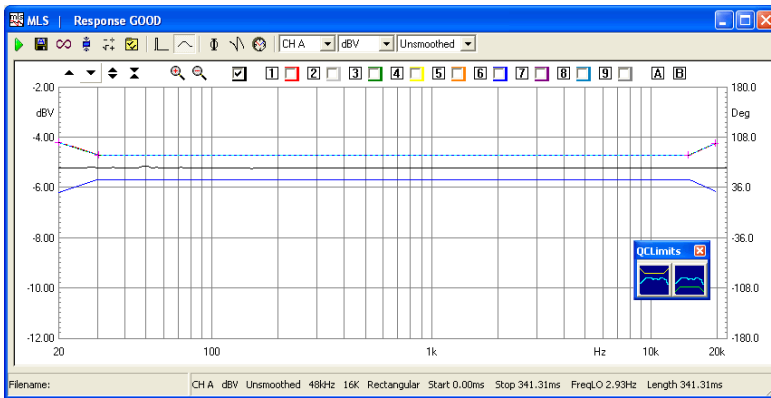 MLS | Response GOOD
CH A dBV Unsmoothed
1 2 3 4 5 6 7 8 9 A B
-2.00 180.0
dBV Deg
-4.00 108.0
-6.00 36.0
-8.00 -36.0
QCLimits
-10.00 -108.0
-12.00 -180.0
20 100 1k Hz 10k 20k
Filename: CH A dBV Unsmoothed 48kHz 16K Rectangular Start 0.00ms Stop 341.31ms FreqLO 2.93Hz Length 341.31ms